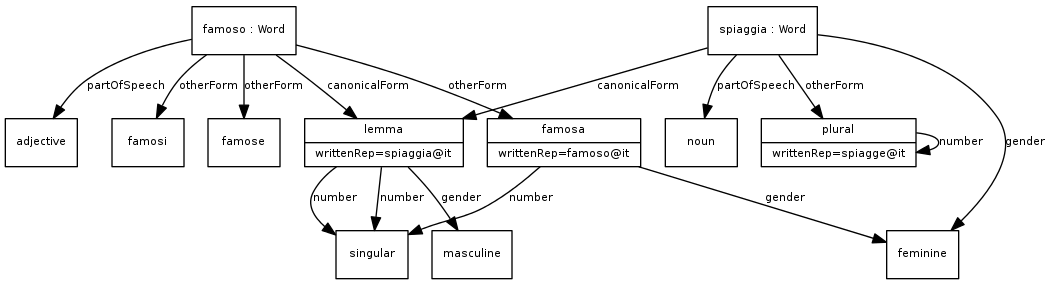 famoso : Word
spiaggia : Word
partOfSpeech
otherForm
otherForm
canonicalForm
otherForm
canonicalForm
partOfSpeech
otherForm
adjective
famosi
famose
lemma
writtenRep=spiaggia@it
famosa
writtenRep=famoso@it
noun
plural
writtenRep=spiagge@it
number
gender
number
number
gender
number
gender
singular
masculine
feminine